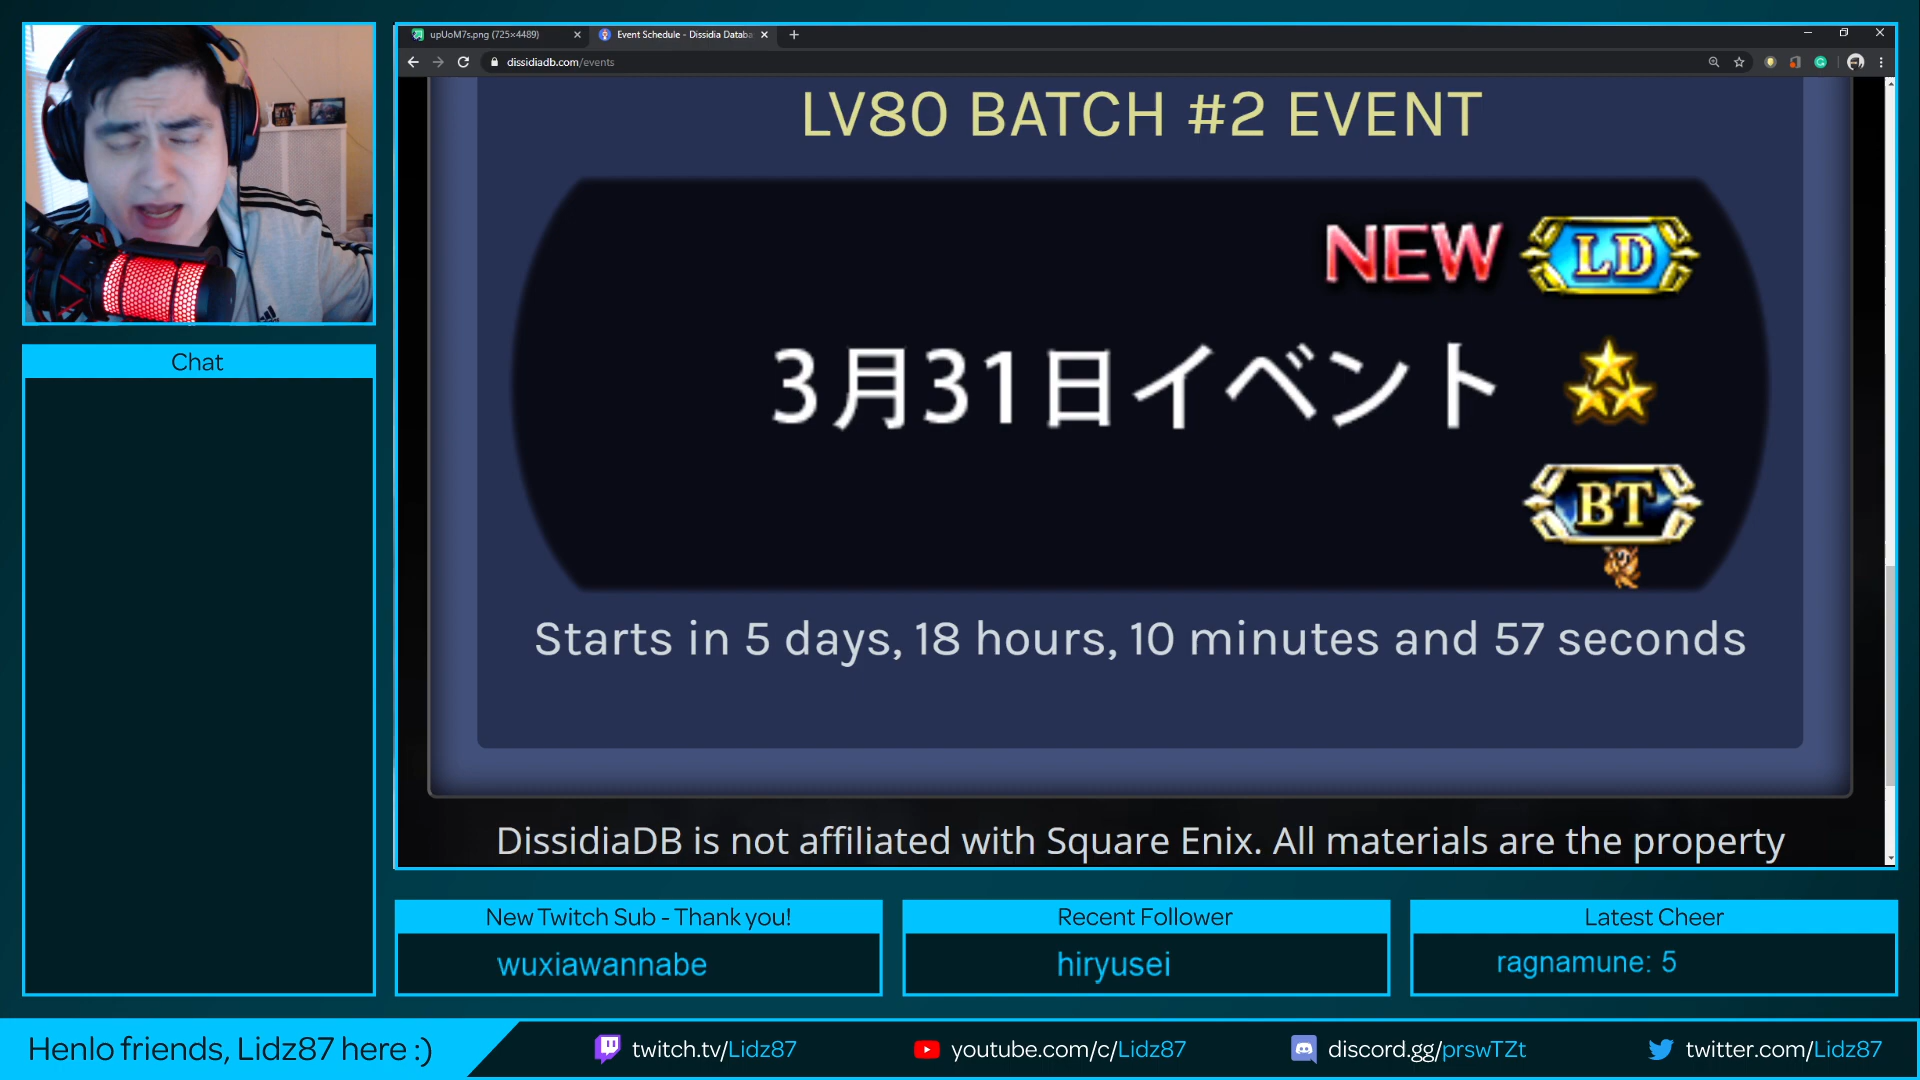 upUoM7s.png (725×4489)
Event Schedule - Dissidia Databa
dissidiadb.com/events
LV80 BATCH #2 EVENT
NEW LD
3月31日イベント
BT
Starts in 5 days, 18 hours, 10 minutes and 57 seconds
DissidiaDB is not affiliated with Square Enix. All materials are the property
Chat
New Twitch Sub - Thank you!
wuxiawannabe
Recent Follower
hiryusei
Latest Cheer
ragnamune: 5
Henlo friends, Lidz87 here :)
twitch.tv/Lidz87
youtube.com/c/Lidz87
discord.gg/prswTZt
twitter.com/Lidz87